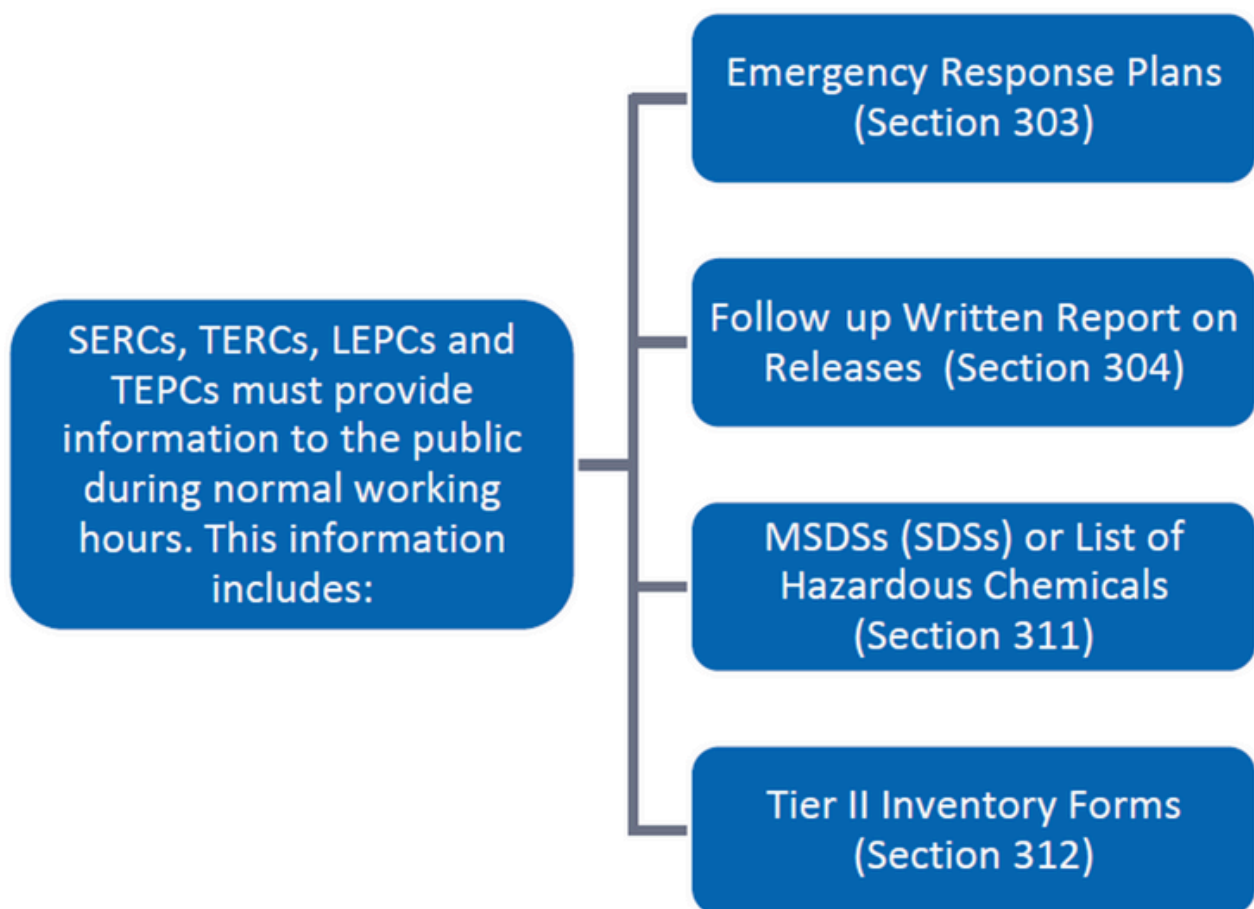 SERCs, TERCs, LEPCs and
TEPCs must provide
information to the public
during normal working
hours. This information
includes:
Emergency Response Plans
(Section 303)
Follow up Written Report on
Releases (Section 304)
MSDSs (SDSs) or List of
Hazardous Chemicals
(Section 311)
Tier II Inventory Forms
(Section 312)